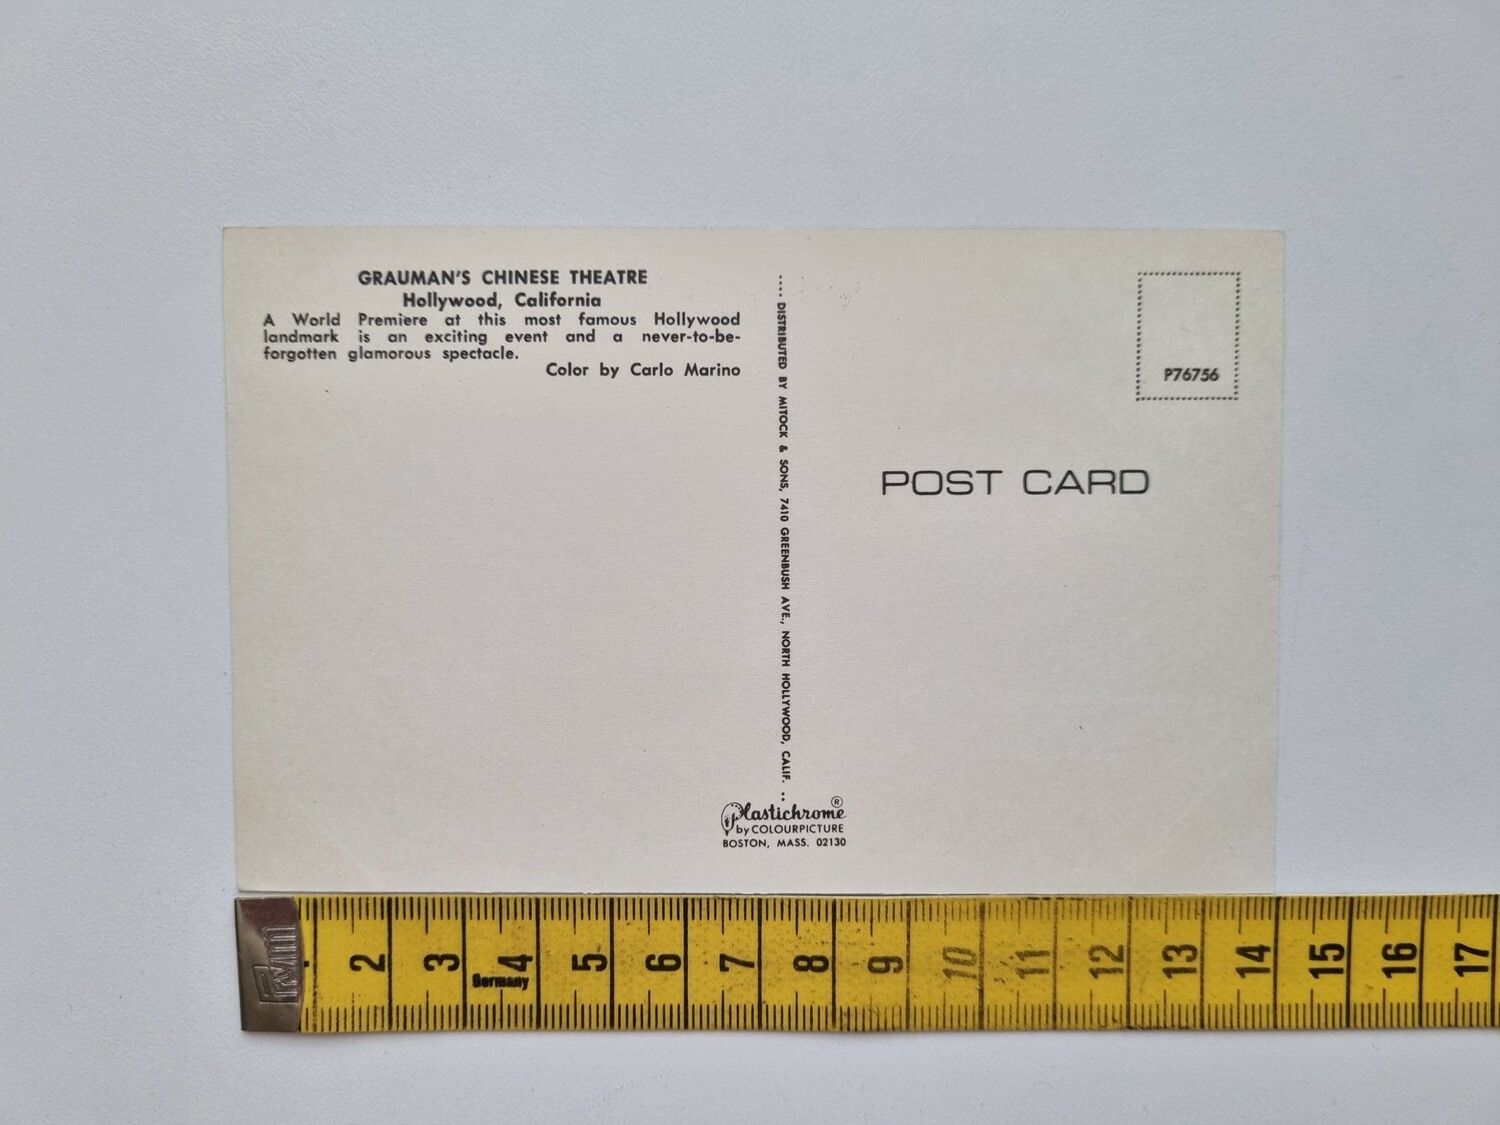 GRAUMAN'S CHINESE THEATRE
Hollywood, California
A World Premiere at this most famous Hollywood
landmark is an exciting event and a never-to-be-
forgotten glamorous spectacle.
Color by Carlo Marino
.... DISTRIBUTED BY MITOCK & SONS, 7410 GREENBUSH AVE., NORTH HOLLYWOOD, CALIF. ..
P76756
POST CARD
Plastichrome®
by COLOURPICTURE
BOSTON, MASS. 02130
Prym 2 3 4 5 6 7 8 9 10 11 12 13 14 15 16 17
Germany